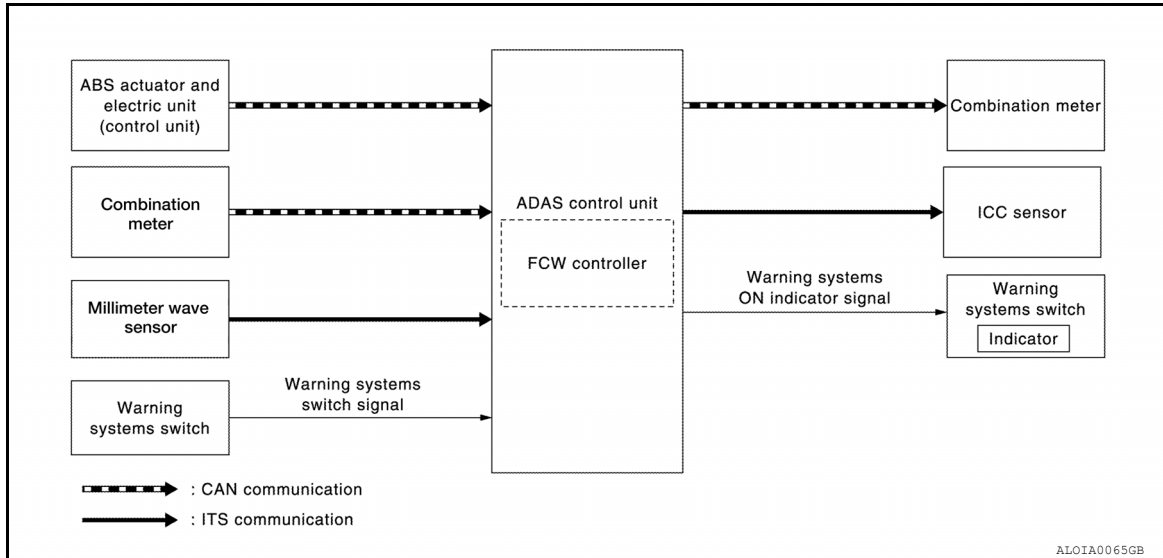 ABS actuator and
electric unit
(control unit)
Combination
meter
Millimeter wave
sensor
Warning
systems switch
Warning systems
switch signal
ADAS control unit
FCW controller
Warning systems
ON indicator signal
Combination meter
ICC sensor
Warning
systems switch
Indicator
: CAN communication
: ITS communication
ALOIA0065GB